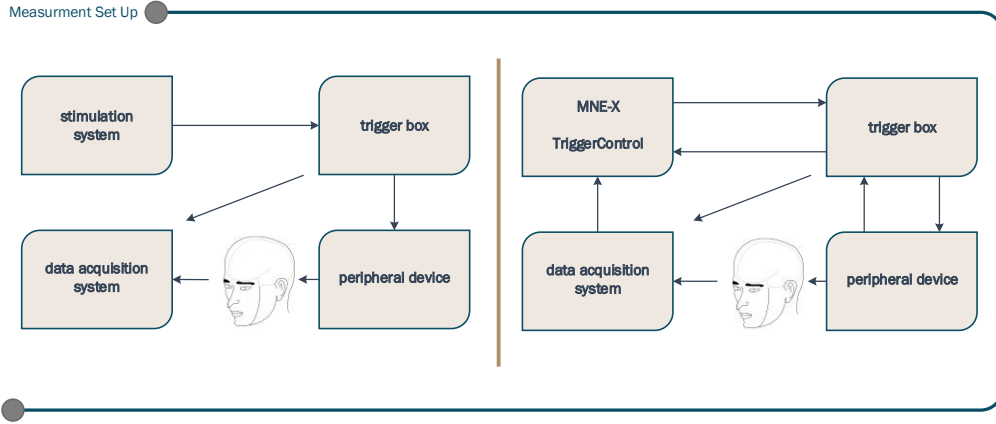 Measurment Set Up
stimulation
system
trigger box
data acquisition
system
peripheral device
MNE-X
TriggerControl
trigger box
data acquisition
system
peripheral device